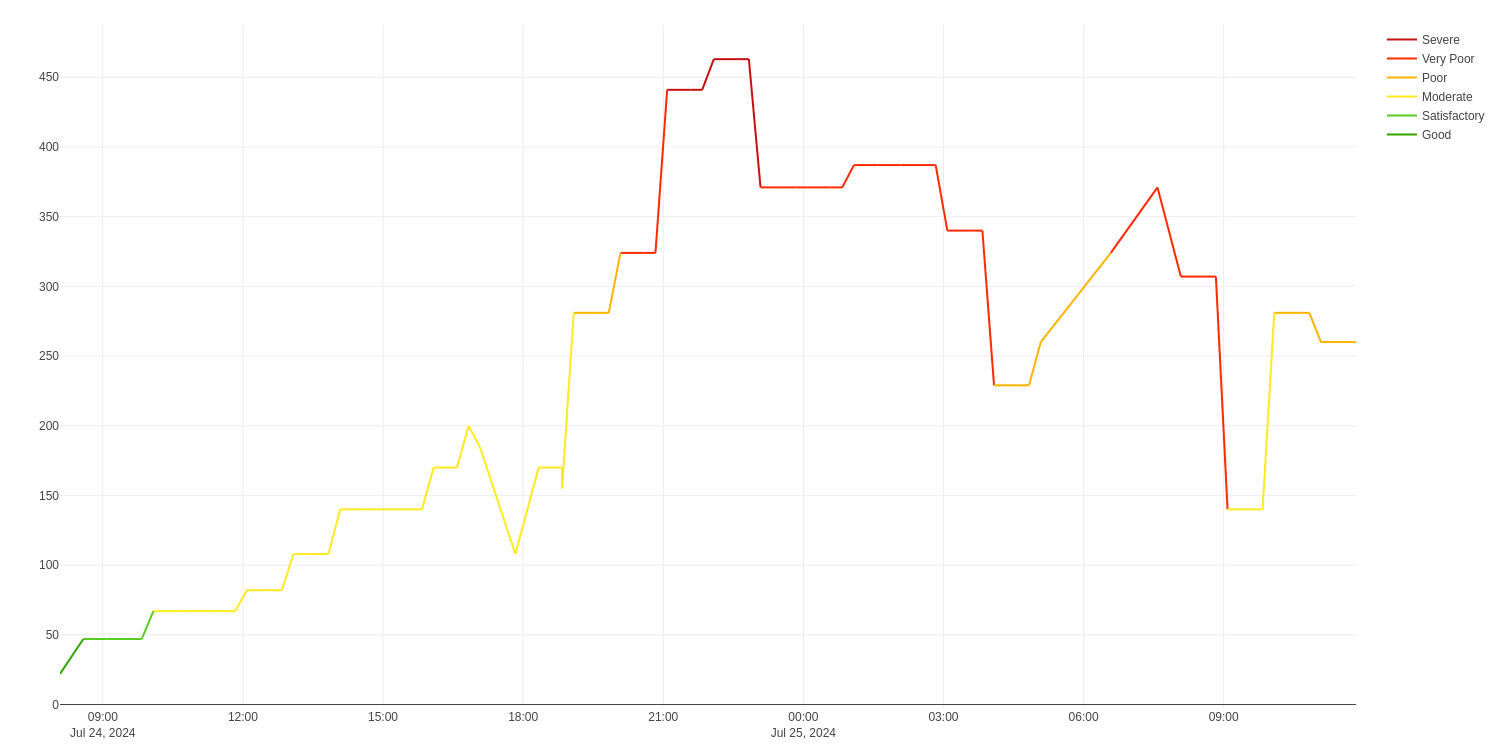 450
400
350
300
250
200
150
100
50
0
09:00
12:00
15:00
18:00
21:00
00:00
03:00
06:00
09:00
Jul 24, 2024
Jul 25, 2024
Severe
Very Poor
Poor
Moderate
Satisfactory
Good